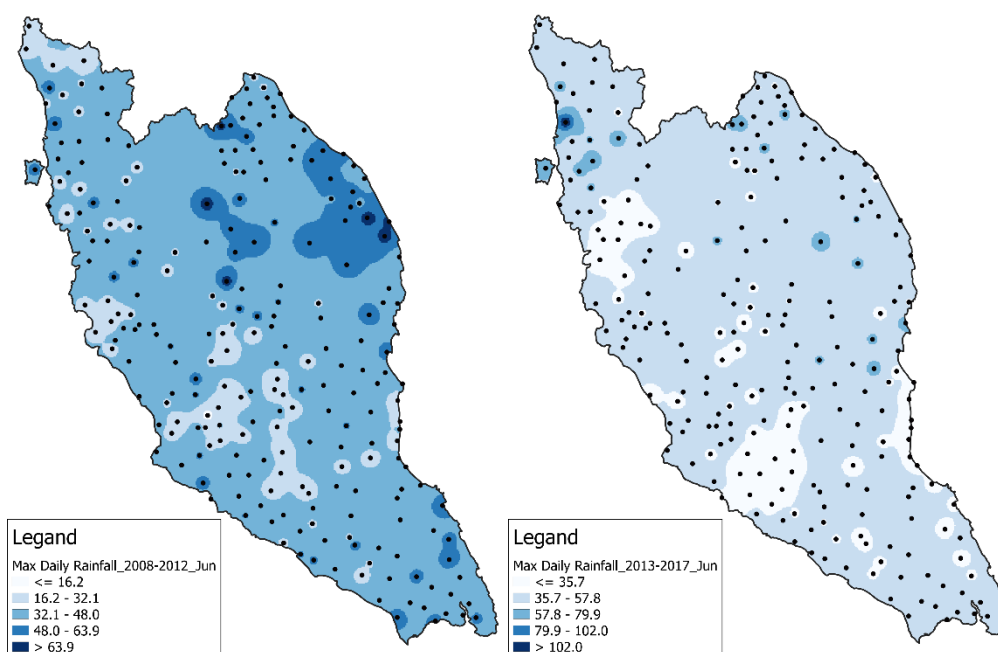 Legand
Max Daily Rainfall_2008-2012_Jun
<= 16.2
16.2 - 32.1
32.1 - 48.0
48.0 - 63.9
> 63.9
Legand
Max Daily Rainfall_2013-2017_Jun
<= 35.7
35.7 - 57.8
57.8 - 79.9
79.9 - 102.0
> 102.0